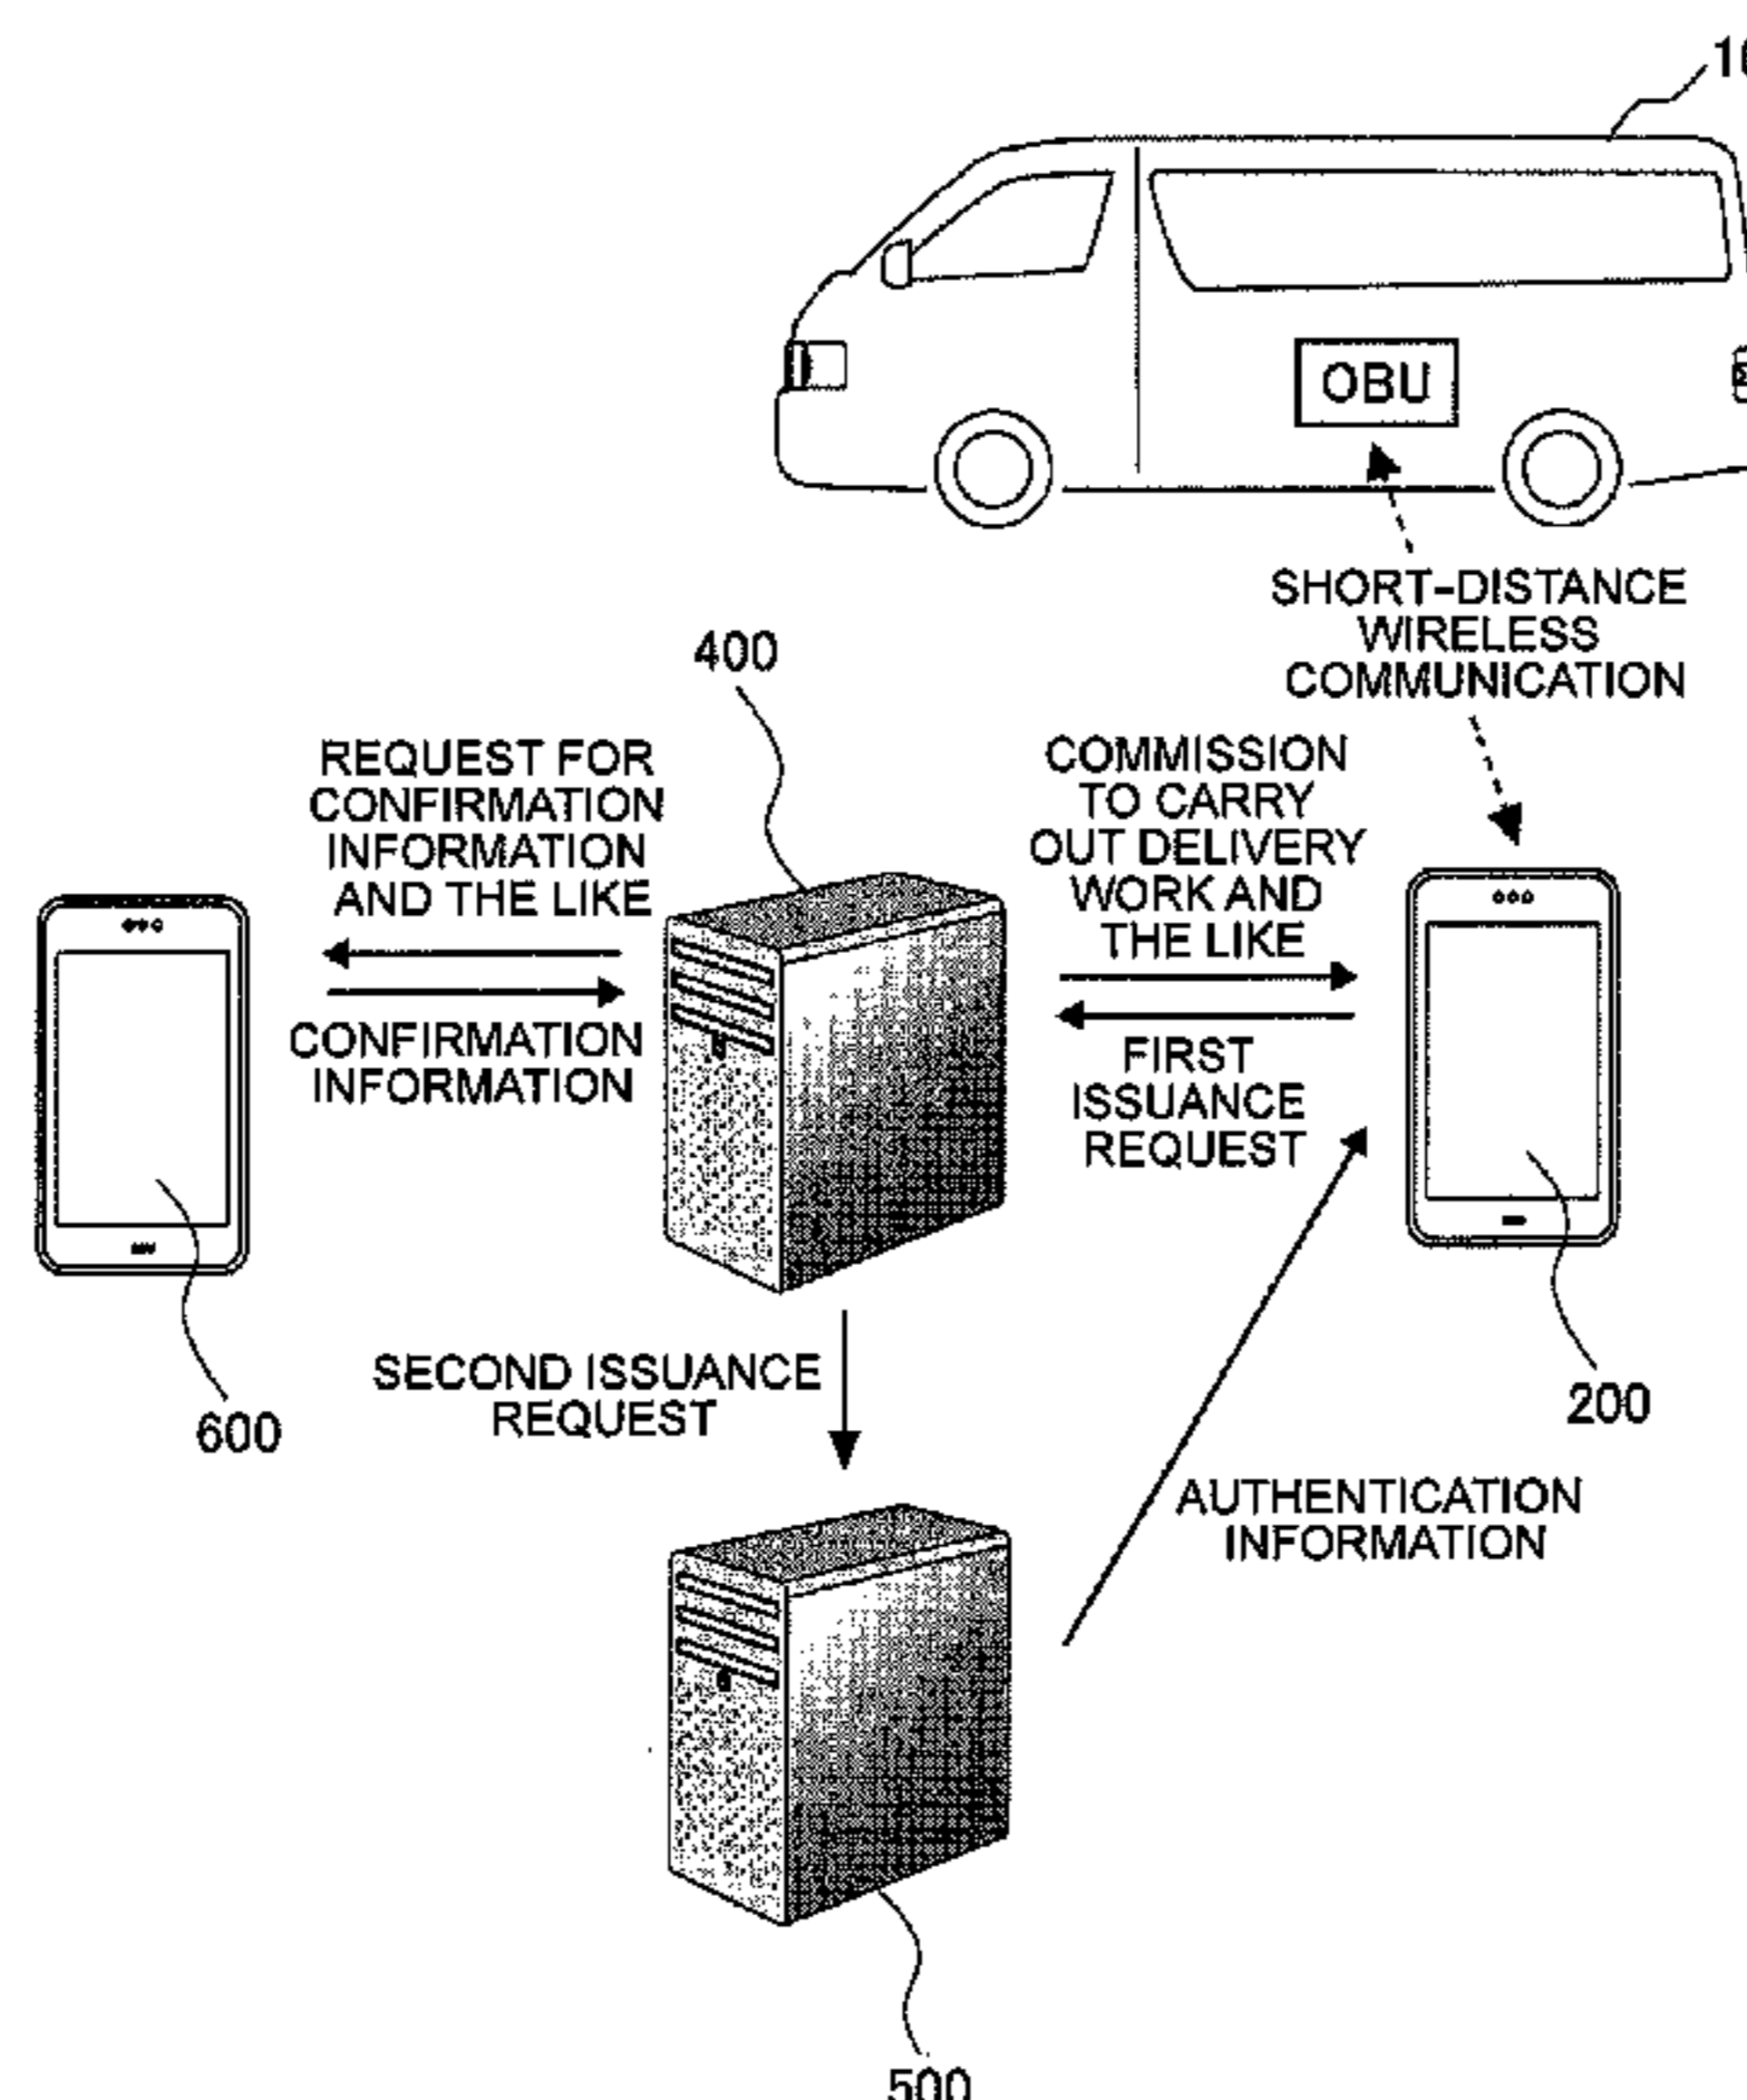 OBU
SHORT-DISTANCE
WIRELESS
COMMUNICATION
400
REQUEST FOR
CONFIRMATION
INFORMATION
AND THE LIKE
COMMISSION
TO CARRY
OUT DELIVERY
WORK AND
THE LIKE
CONFIRMATION
INFORMATION
FIRST
ISSUANCE
REQUEST
SECOND ISSUANCE
REQUEST
600
200
AUTHENTICATION
INFORMATION
500